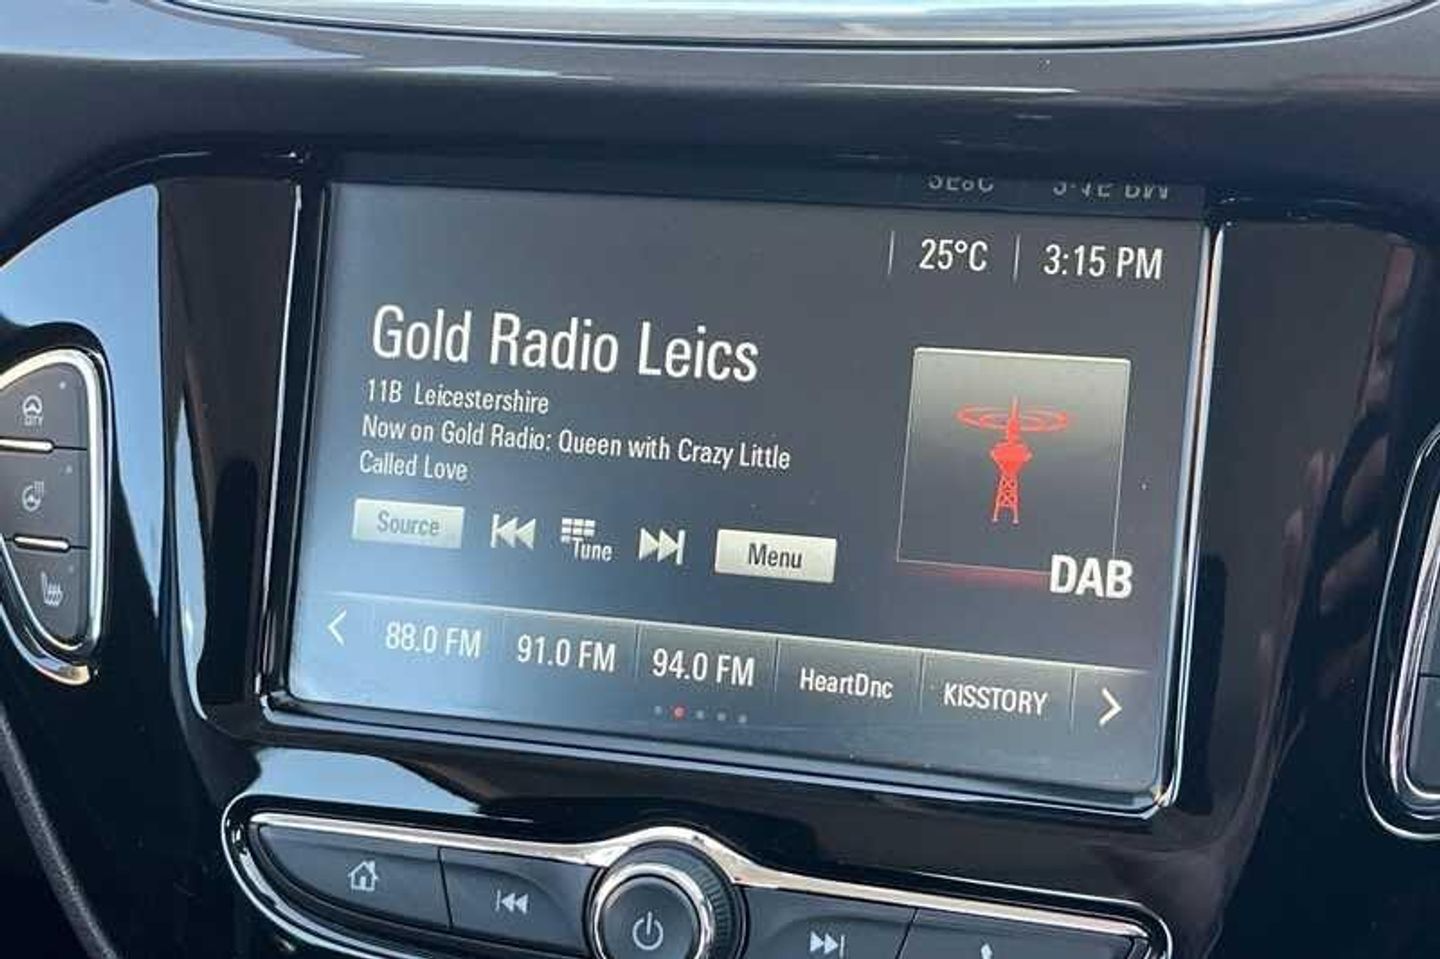 25°C 3:15 PM
Gold Radio Leics
11B Leicestershire
Now on Gold Radio: Queen with Crazy Little
Called Love
Source Tune Menu
DAB
88.0 FM 91.0 FM 94.0 FM HeartDnc KISSTORY
CITY